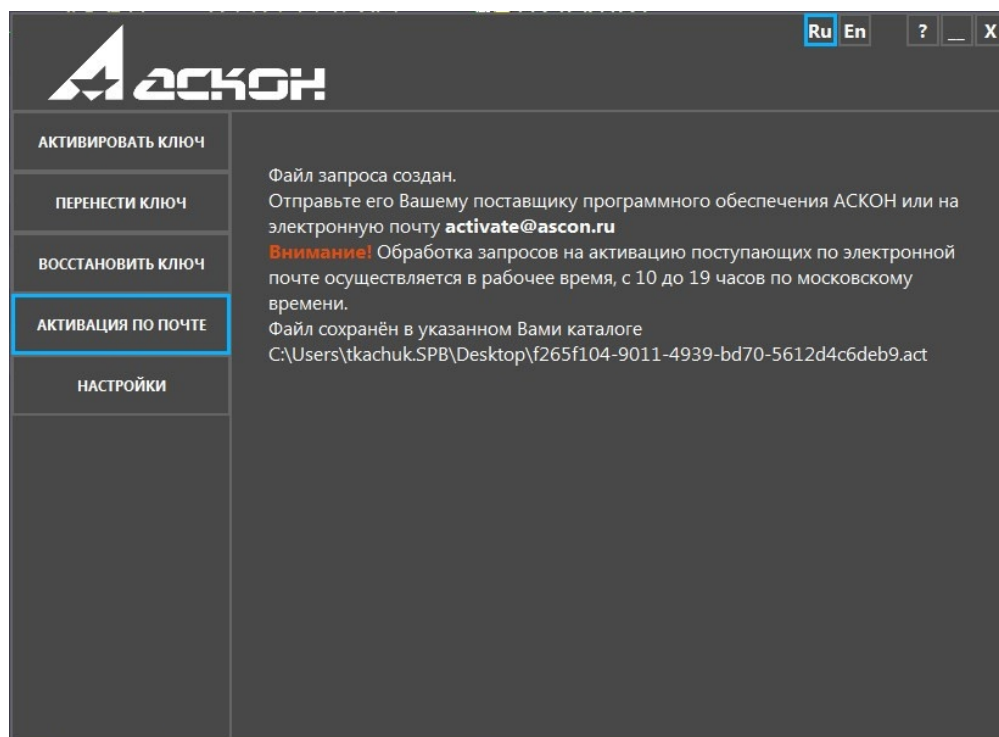 Ru En ? __ X
АСКОН
АКТИВИРОВАТЬ КЛЮЧ
ПЕРЕНЕСТИ КЛЮЧ
ВОССТАНОВИТЬ КЛЮЧ
АКТИВАЦИЯ ПО ПОЧТЕ
НАСТРОЙКИ
Файл запроса создан.
Отправьте его Вашему поставщику программного обеспечения АСКОН или на
электронную почту activate@ascon.ru
Внимание! Обработка запросов на активацию поступающих по электронной
почте осуществляется в рабочее время, с 10 до 19 часов по московскому
времени.
Файл сохранён в указанном Вами каталоге
C:\Users\tkachuk.SPB\Desktop\f265f104-9011-4939-bd70-5612d4c6deb9.act